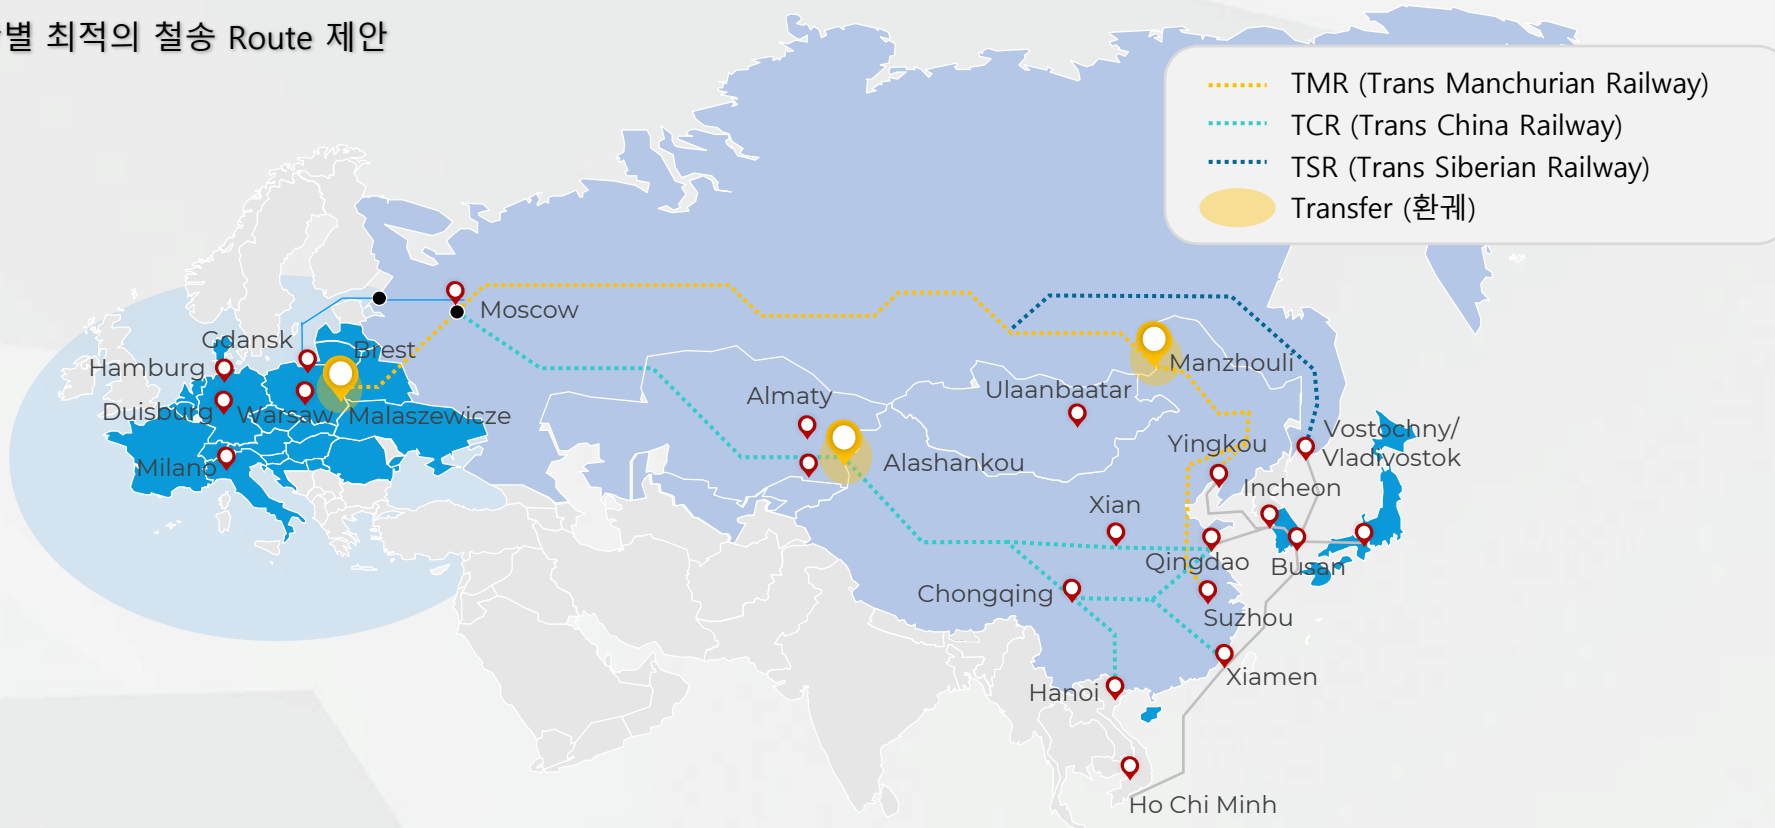 별 최적의 철송 Route 제안
TMR (Trans Manchurian Railway)
TCR (Trans China Railway)
TSR (Trans Siberian Railway)
Transfer (환궤)
Moscow
Gdansk
Brest
Hamburg
Manzhouli
Ulaanbaatar
Almaty
Duisburg
Warsaw
Malaszewicze
Vostochny/
Vladivostok
Yingkou
Milano
Alashankou
Incheon
Xian
Qingdao
Busan
Chongqing
Suzhou
Xiamen
Hanoi
Ho Chi Minh